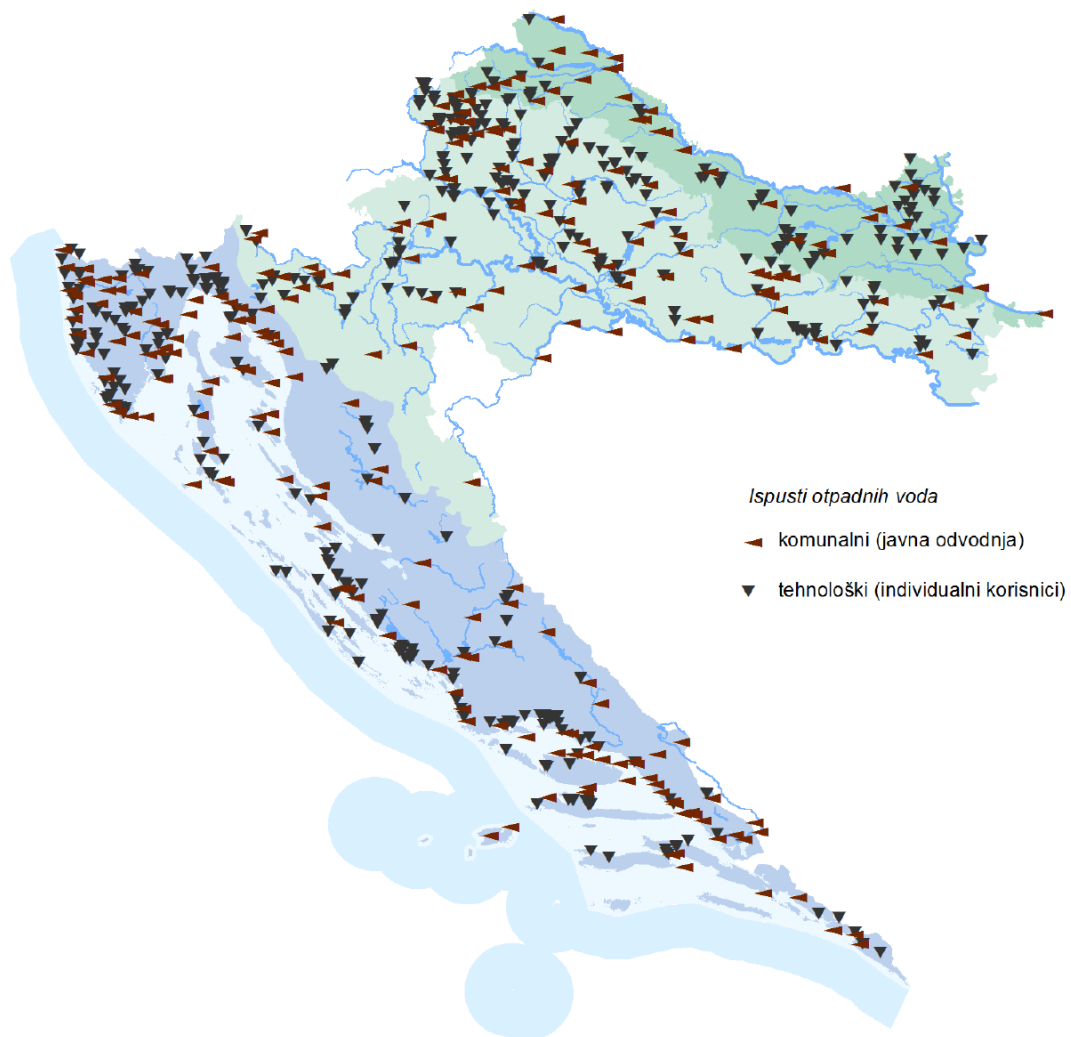 Ispusti otpadnih voda
komunalni (javna odvodnja)
tehnološki (individualni korisnici)